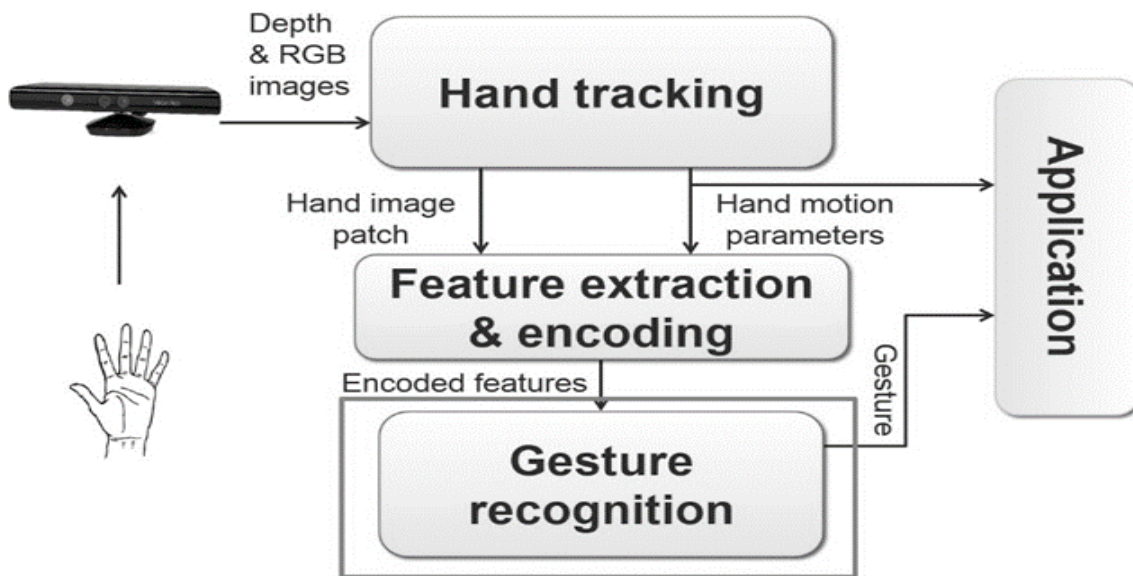 Depth
& RGB
images
Hand tracking
Hand image
patch
Hand motion
parameters
Feature extraction
& encoding
Encoded features
Gesture
recognition
Gesture
Application